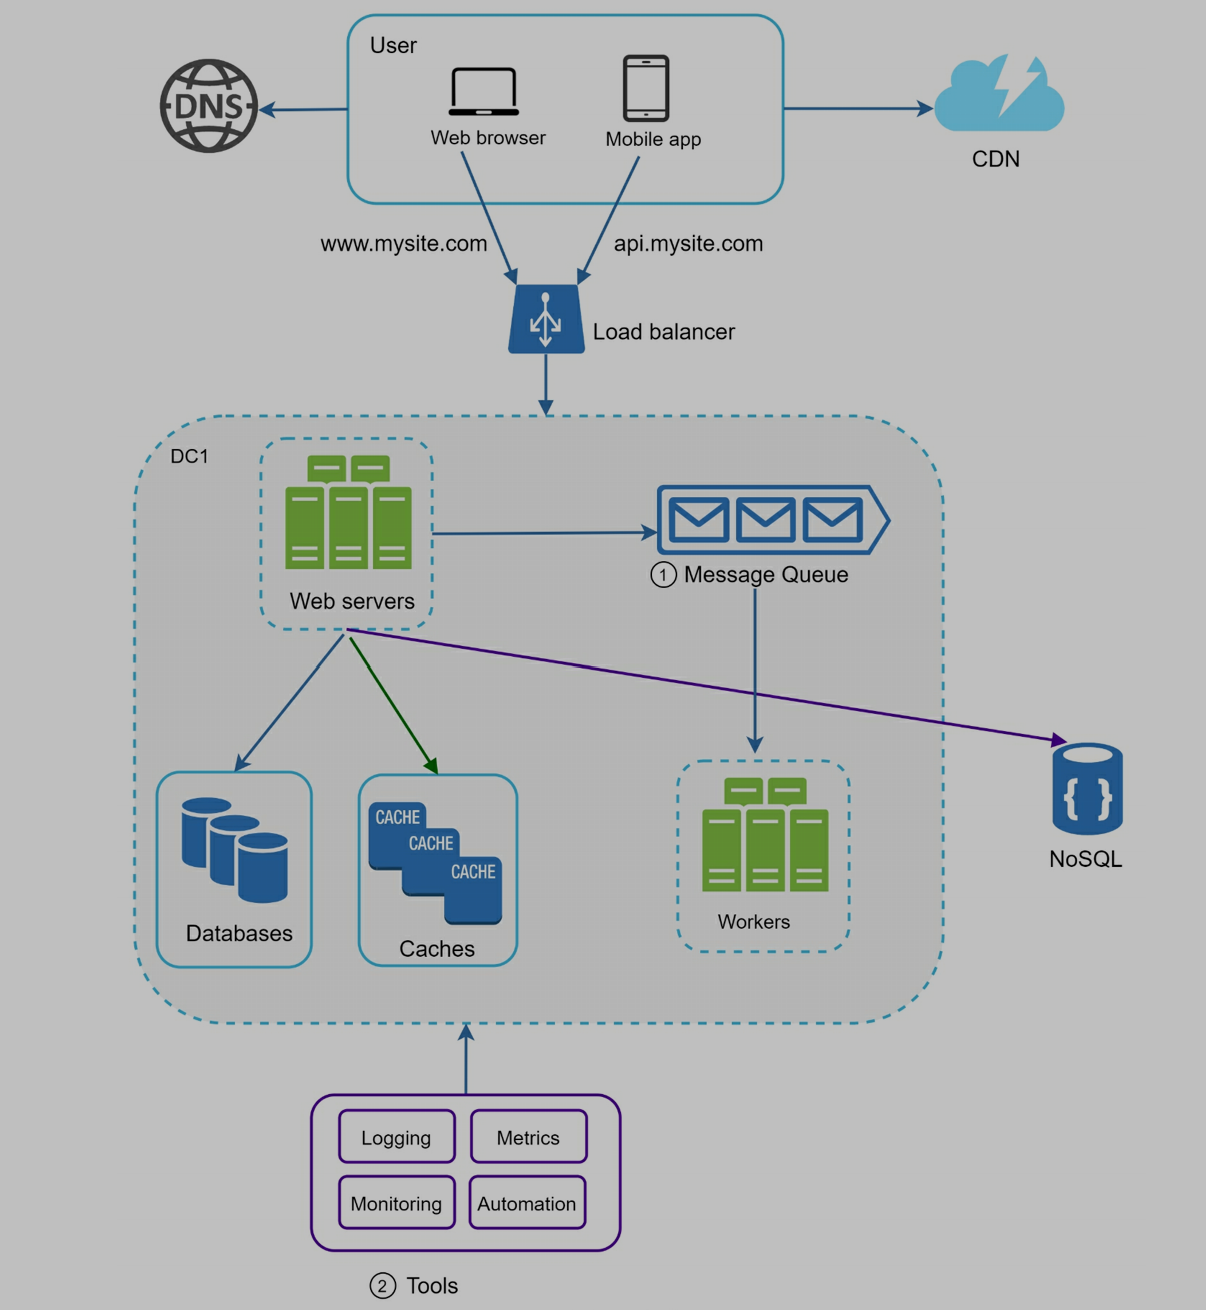 User
DNS
Web browser
Mobile app
CDN
www.mysite.com
api.mysite.com
Load balancer
DC1
Web servers
1 Message Queue
CACHE
CACHE
CACHE
Databases
Caches
Workers
{ }
NoSQL
Logging
Metrics
Monitoring
Automation
2 Tools